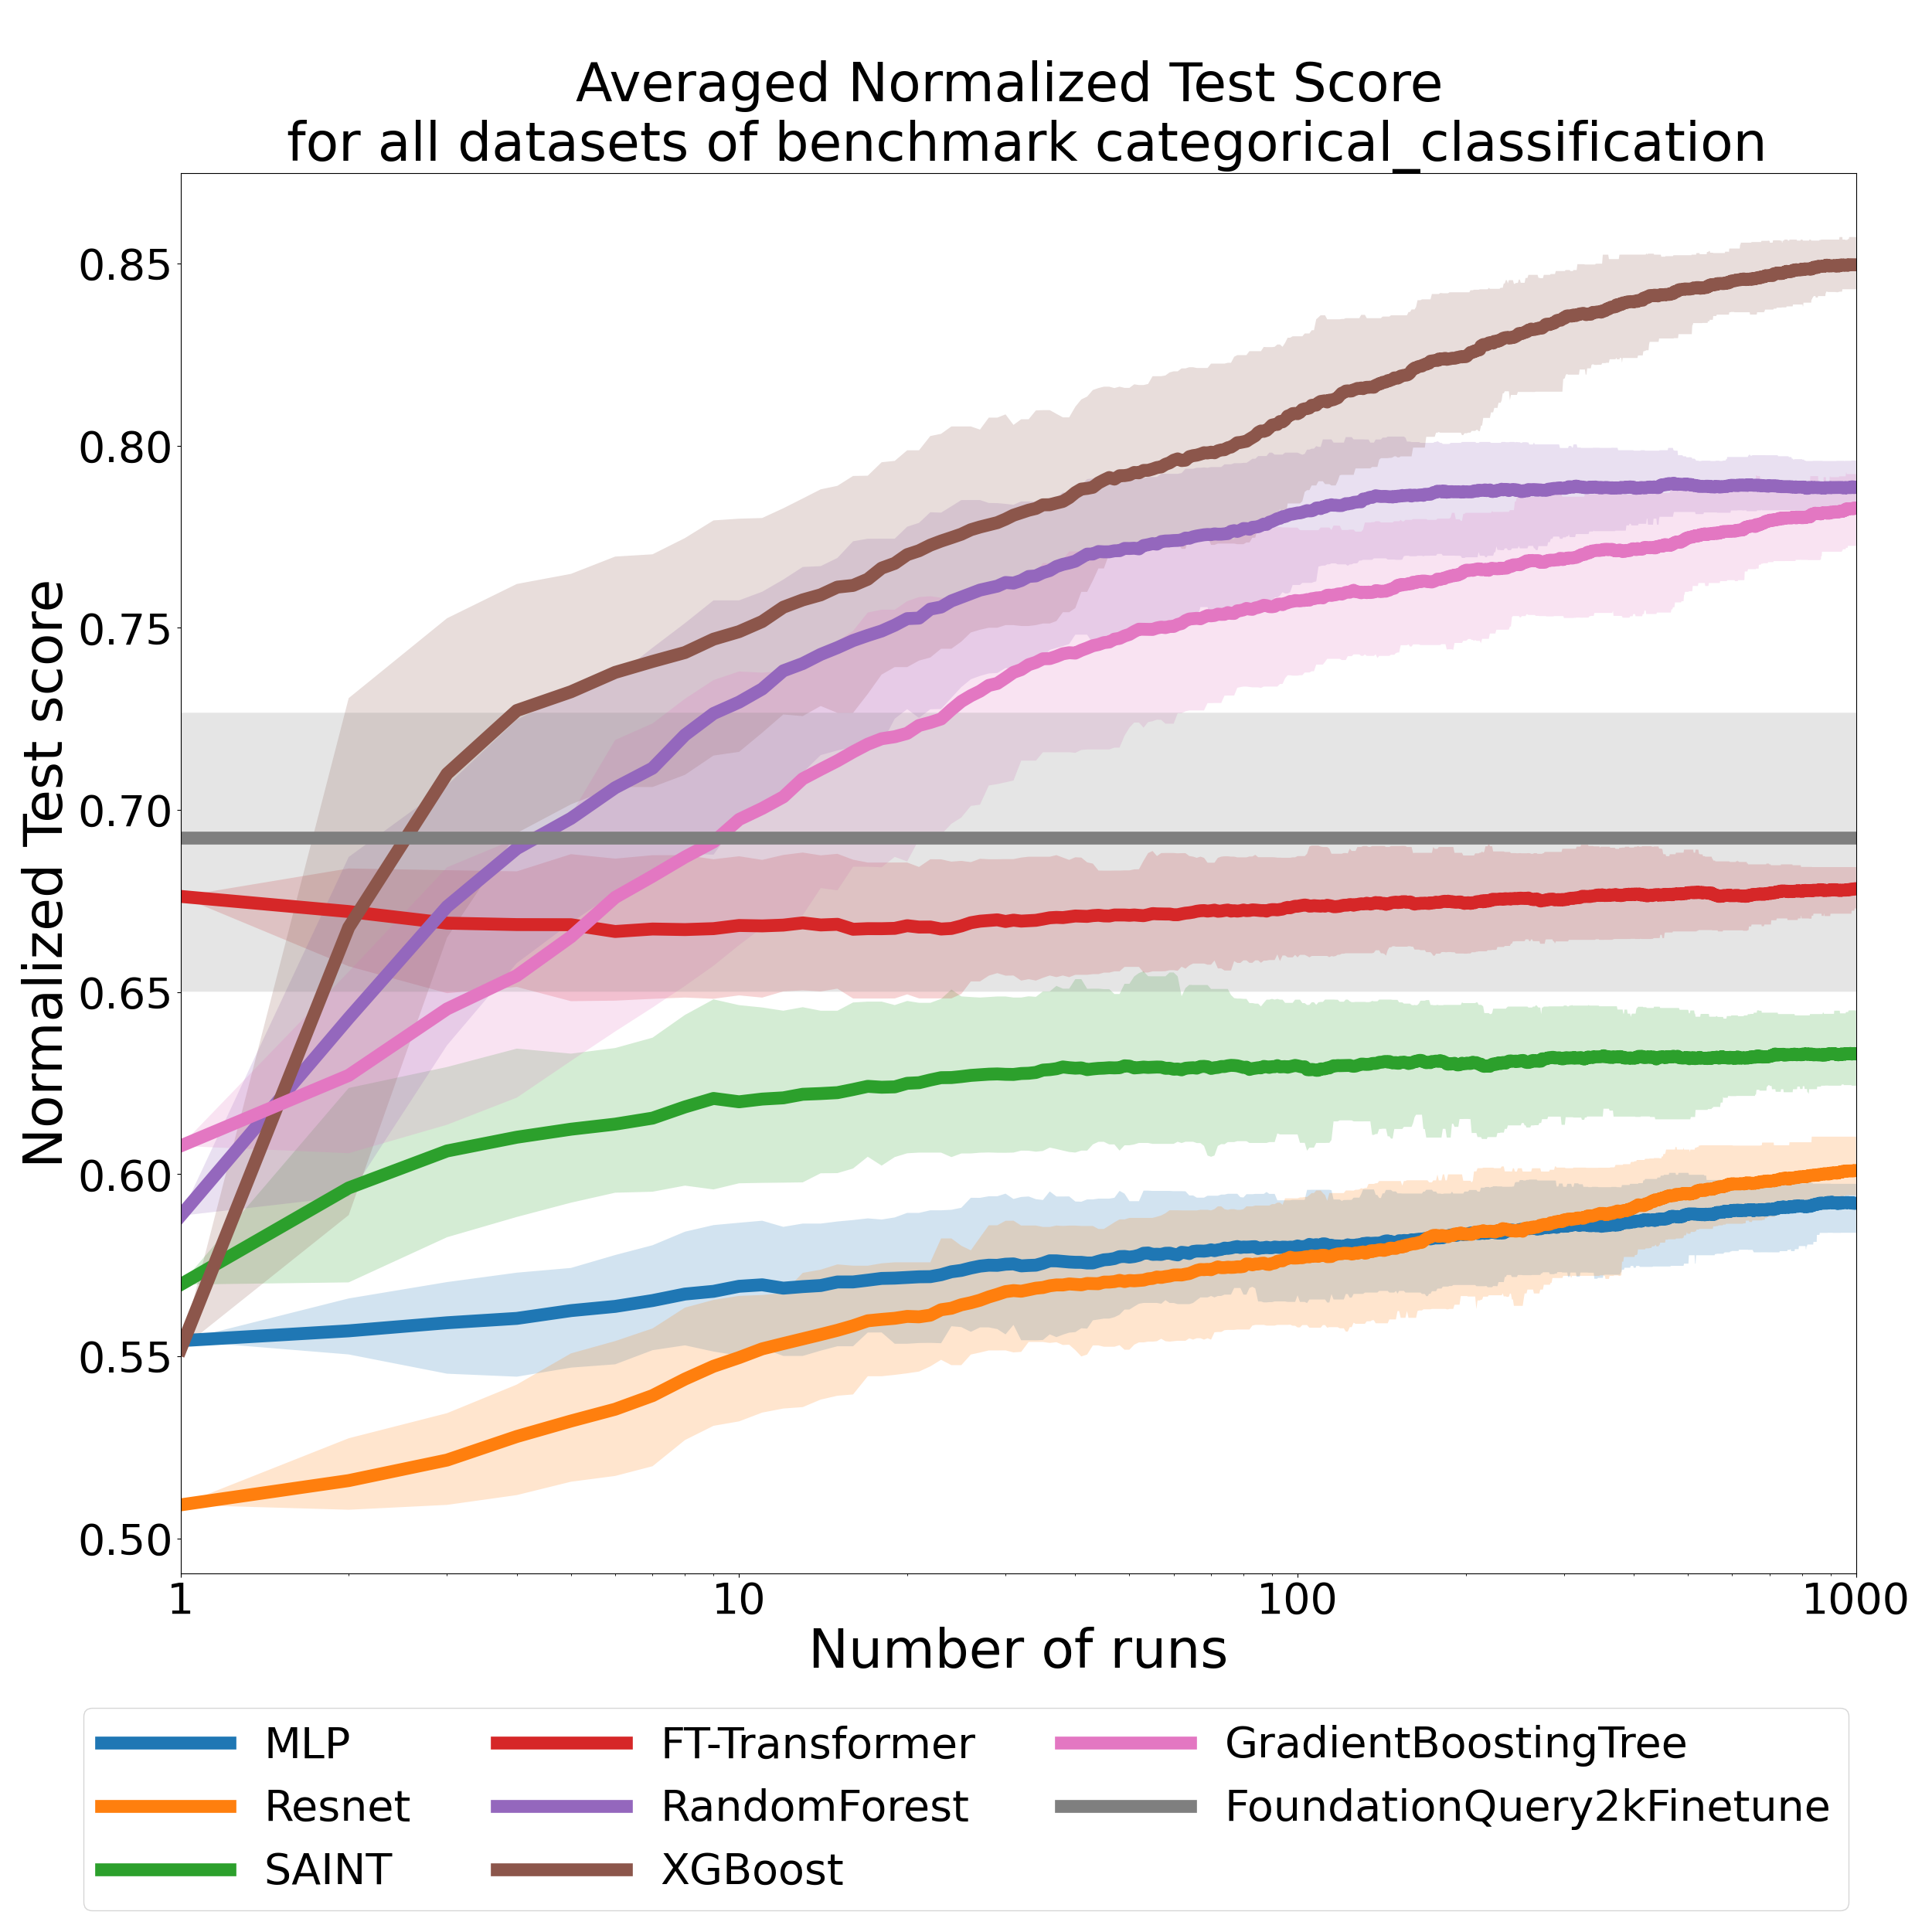 Averaged Normalized Test Score
for all datasets of benchmark categorical_classification
Normalized Test score
0.85
0.80
0.75
0.70
0.65
0.60
0.55
0.50
1
10
100
1000
Number of runs
MLP
Resnet
SAINT
FT-Transformer
RandomForest
XGBoost
GradientBoostingTree
FoundationQuery2kFinetune